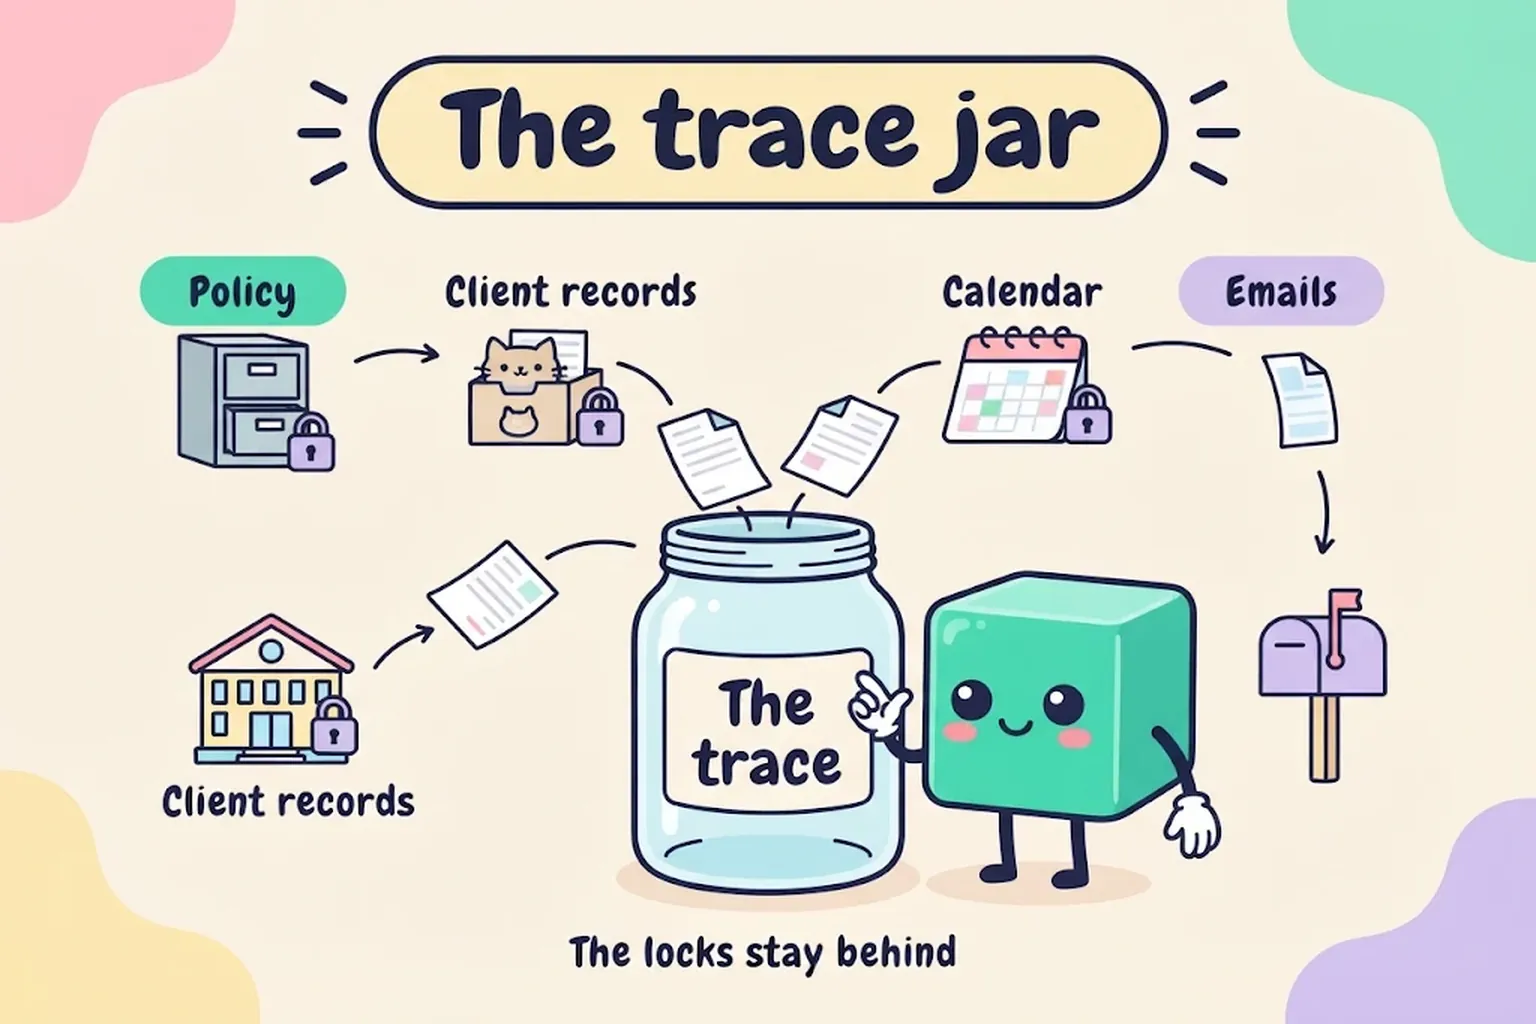 The trace jar
Policy
Client records
Calendar
Emails
The
trace
Client records
The locks stay behind